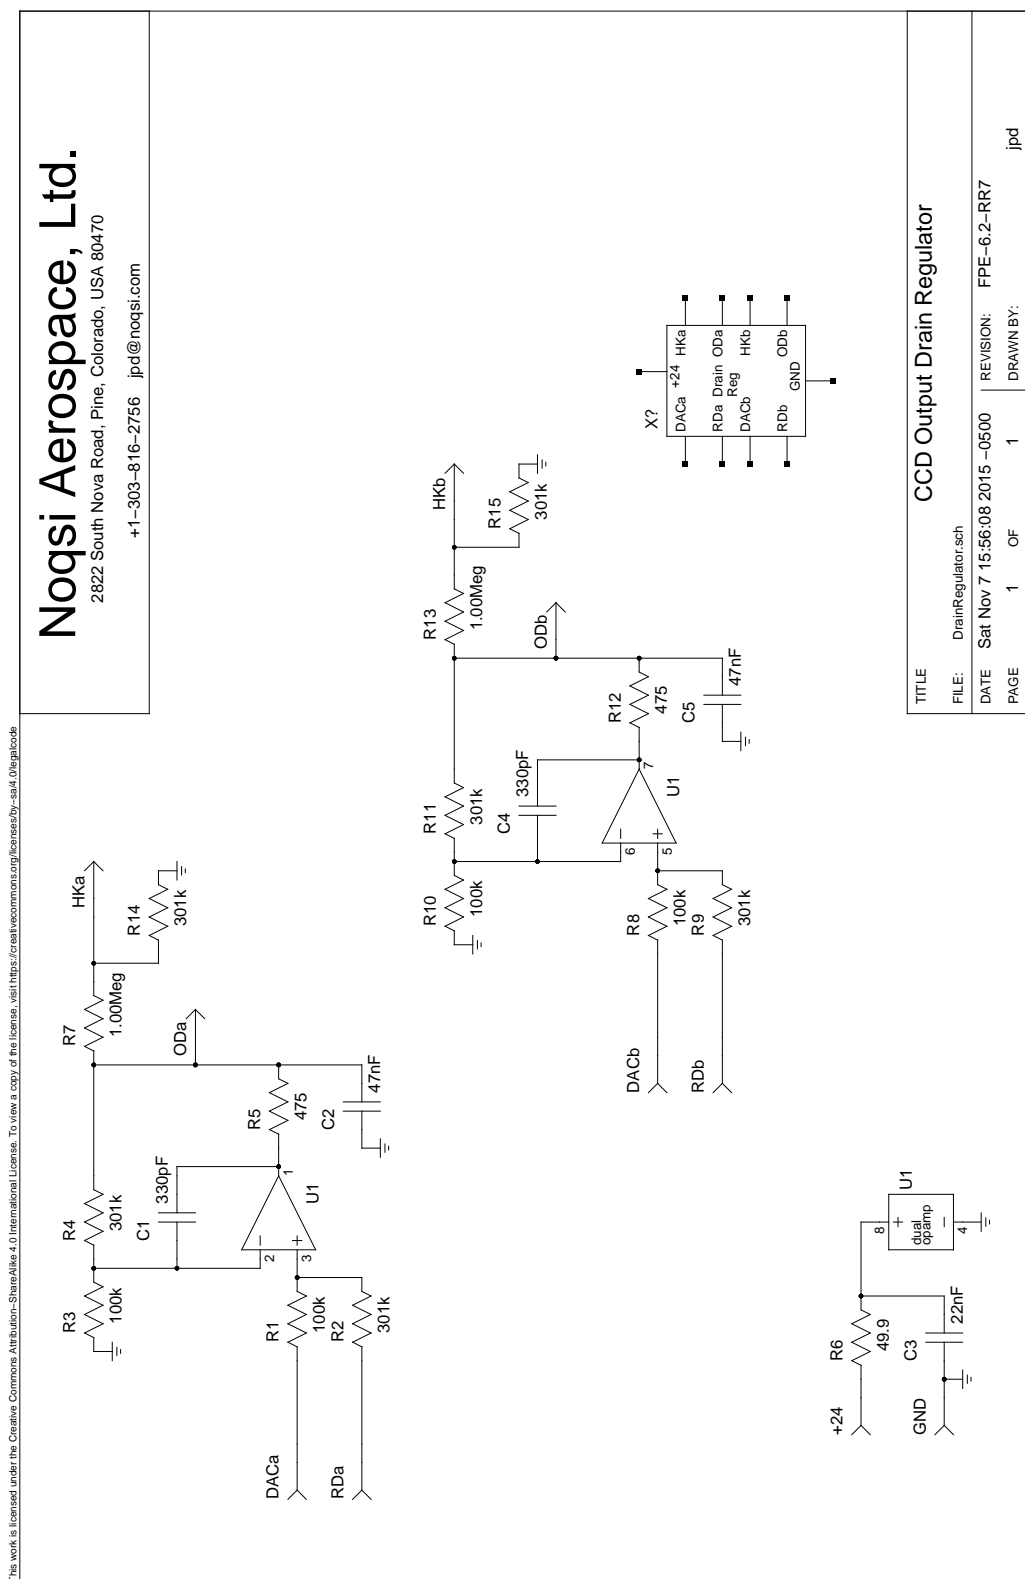 This work is licensed under the Creative Commons Attribution−ShareAlike 4.0 International License. To view a copy of the license, visit https://creativecommons.org/licenses/by−sa/4.0/legalcode
Noqsi Aerospace, Ltd.
2822 South Nova Road, Pine, Colorado, USA 80470
+1−303−816−2756 jpd@noqsi.com
R3
100k
R4
301k
R7
1.00Meg
HKa
R14
301k
C1
330pF
ODa
2
3
1
U1
R5
475
C2
47nF
DACa
R1
100k
RDa
R2
301k
R10
100k
R11
301k
R13
1.00Meg
HKb
R15
301k
C4
330pF
ODb
6
5
7
U1
R12
475
C5
47nF
DACb
R8
100k
RDb
R9
301k
X?
DACa +24 HKa
RDa Drain ODa
Reg
DACb HKb
GND
RDb ODb
+24
R6
49.9
GND
C3
22nF
8
4
dual
opamp
U1
TITLE
CCD Output Drain Regulator
FILE: DrainRegulator.sch
DATE Sat Nov 7 15:56:08 2015 −0500
REVISION: FPE−6.2−RR7
PAGE 1 OF 1
DRAWN BY: jpd